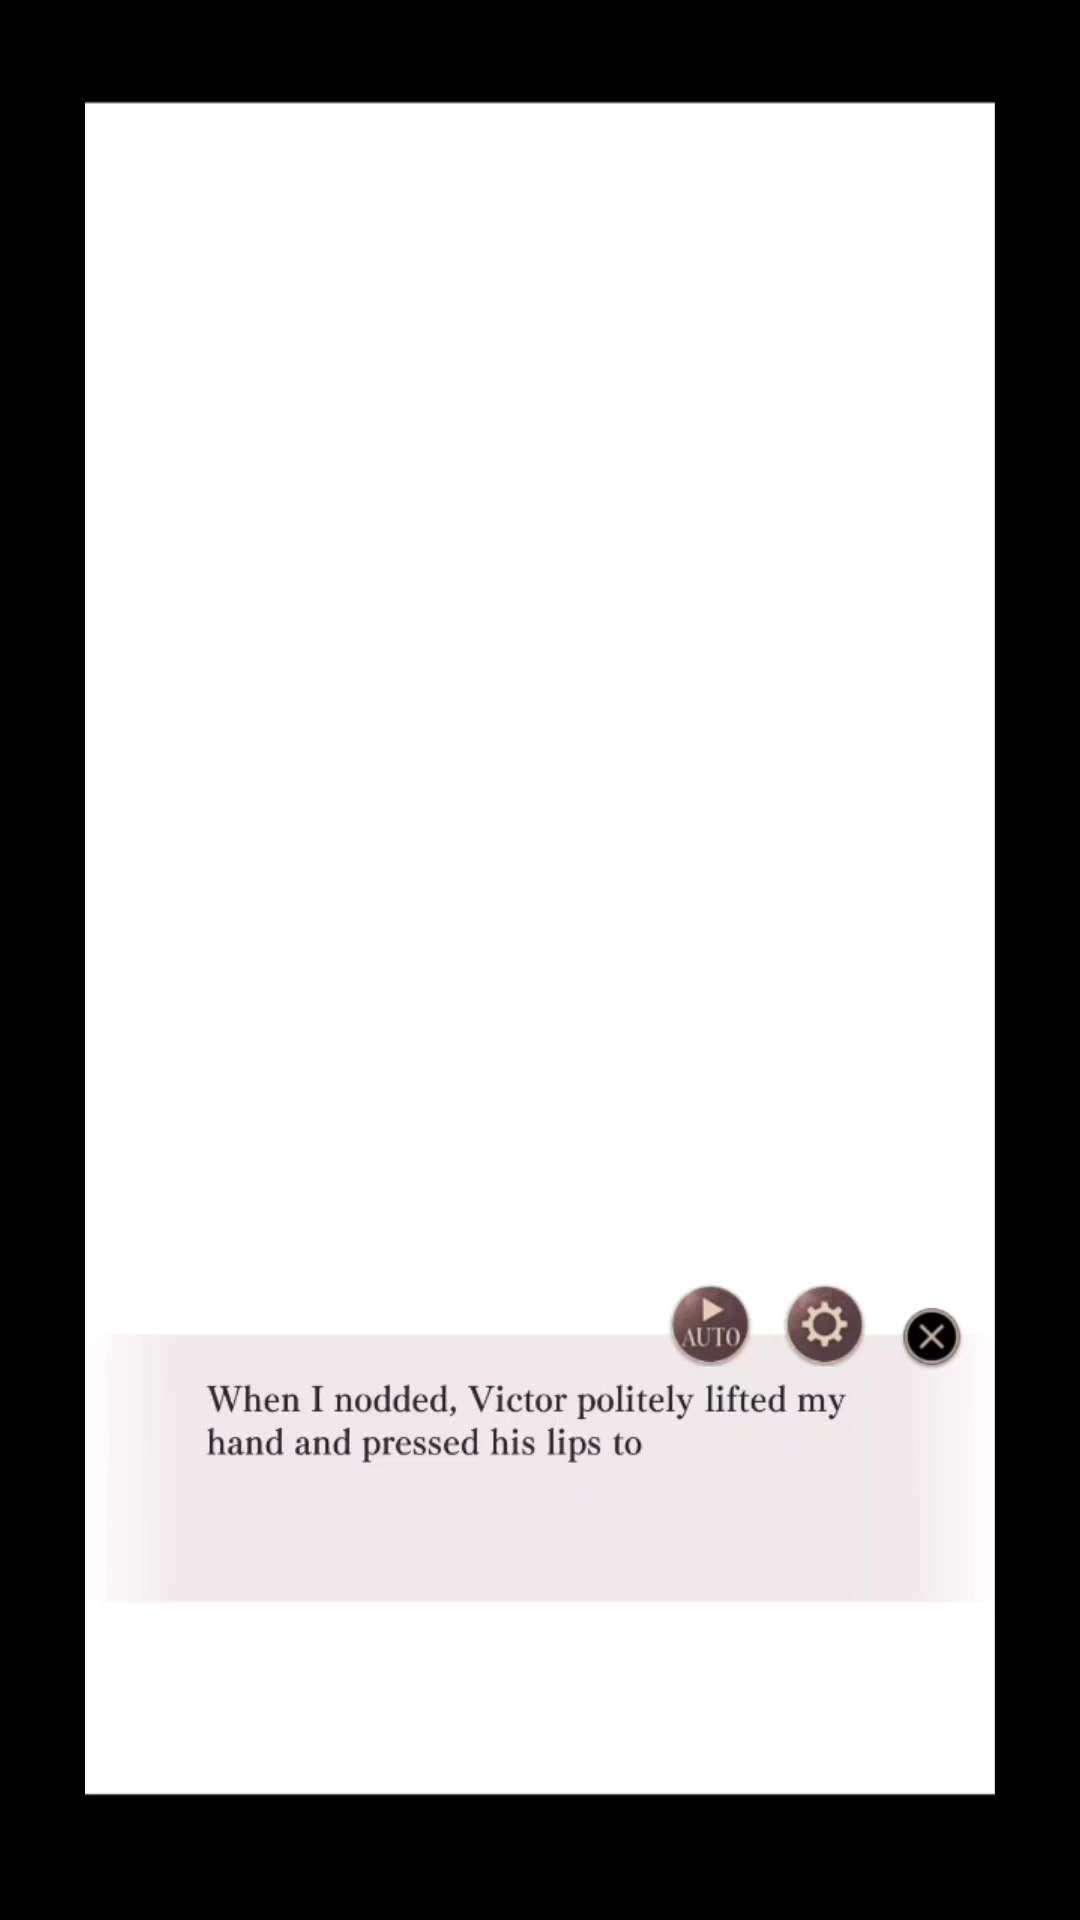 AUTO
When I nodded, Victor politely lifted my
hand and pressed his lips to